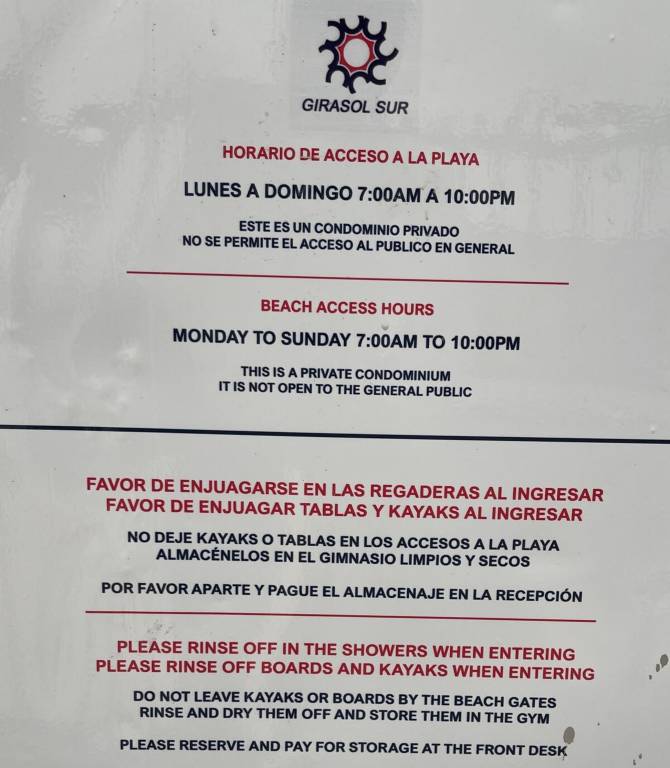 GIRASOL SUR
HORARIO DE ACCESO A LA PLAYA
LUNES A DOMINGO 7:00AM A 10:00PM
ESTE ES UN CONDOMINIO PRIVADO
NO SE PERMITE EL ACCESO AL PUBLICO EN GENERAL
BEACH ACCESS HOURS
MONDAY TO SUNDAY 7:00AM TO 10:00PM
THIS IS A PRIVATE CONDOMINIUM
IT IS NOT OPEN TO THE GENERAL PUBLIC
FAVOR DE ENJUAGARSE EN LAS REGADERAS AL INGRESAR
FAVOR DE ENJUAGAR TABLAS Y KAYAKS AL INGRESAR
NO DEJE KAYAKS O TABLAS EN LOS ACCESOS A LA PLAYA
ALMACÉNELOS EN EL GIMNASIO LIMPIOS Y SECOS
POR FAVOR APARTE Y PAGUE EL ALMACENAJE EN LA RECEPCIÓN
PLEASE RINSE OFF IN THE SHOWERS WHEN ENTERING
PLEASE RINSE OFF BOARDS AND KAYAKS WHEN ENTERING
DO NOT LEAVE KAYAKS OR BOARDS BY THE BEACH GATES
RINSE AND DRY THEM OFF AND STORE THEM IN THE GYM
PLEASE RESERVE AND PAY FOR STORAGE AT THE FRONT DESK